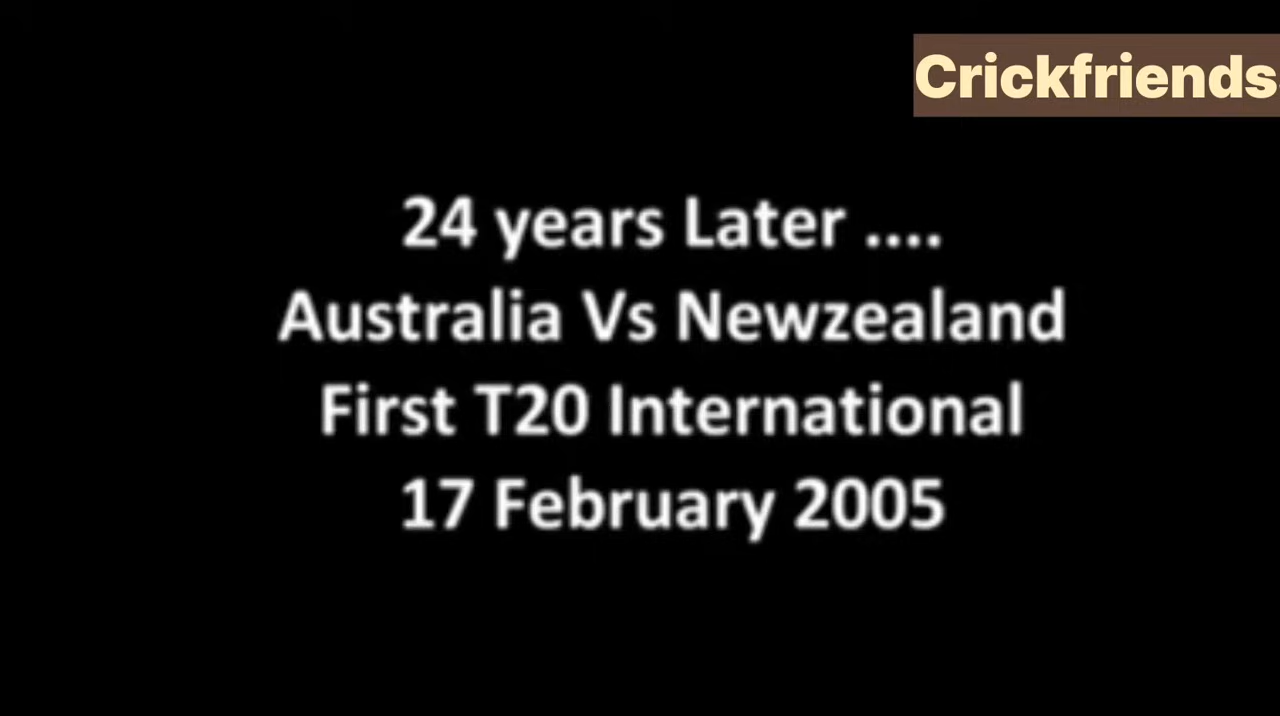 Crickfriends
24 years Later ....
Australia Vs Newzealand
First T20 International
17 February 2005